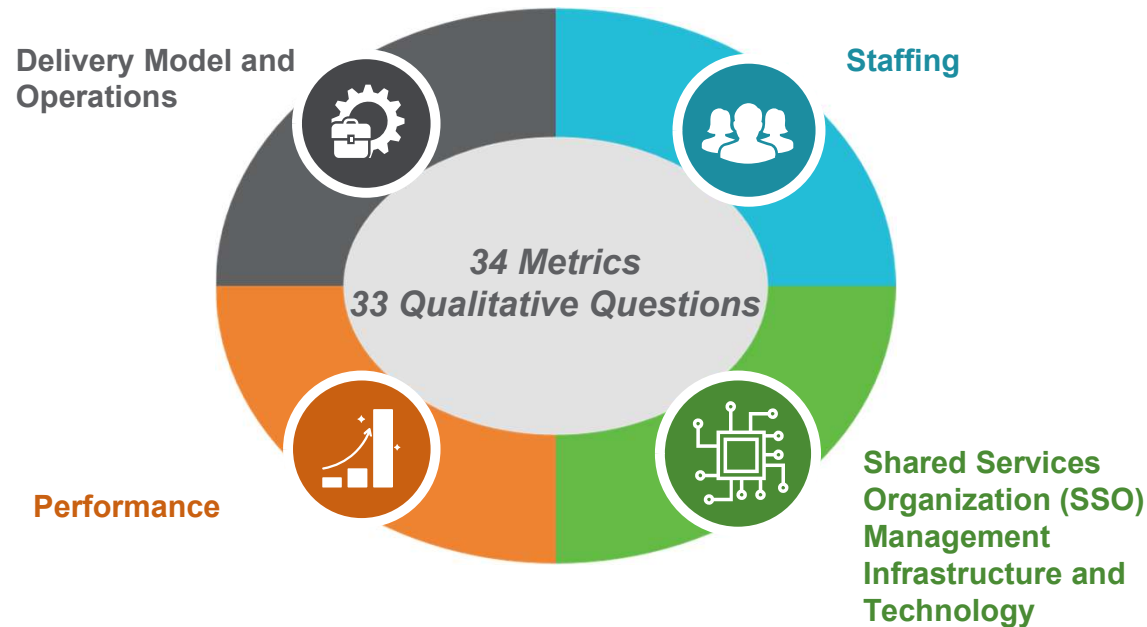 Delivery Model and
Operations
Staffing
34 Metrics
33 Qualitative Questions
Performance
Shared Services
Organization (SSO)
Management
Infrastructure and
Technology